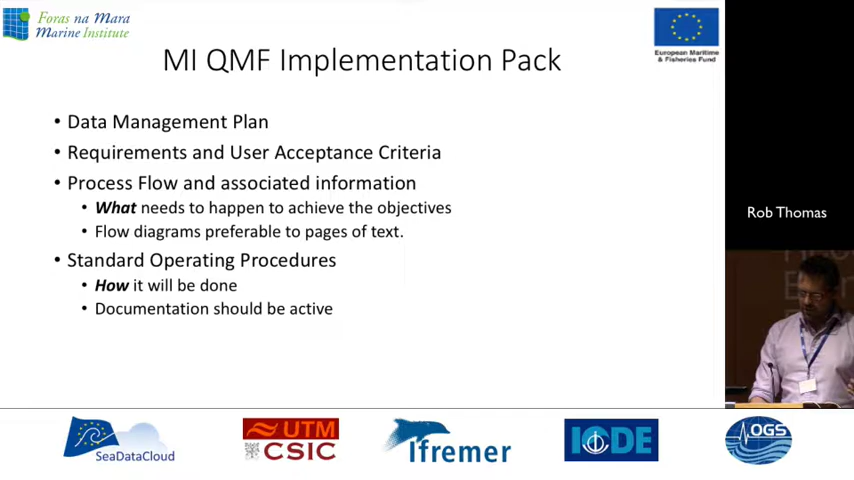 Foras na Mara
Marine Institute
European Maritime
& Fisheries Fund
MI QMF Implementation Pack
• Data Management Plan
• Requirements and User Acceptance Criteria
• Process Flow and associated information
• What needs to happen to achieve the objectives
• Flow diagrams preferable to pages of text.
• Standard Operating Procedures
• How it will be done
• Documentation should be active
Rob Thomas
SeaDataCloud
UTM
CSIC
Ifremer
IODE
OGS